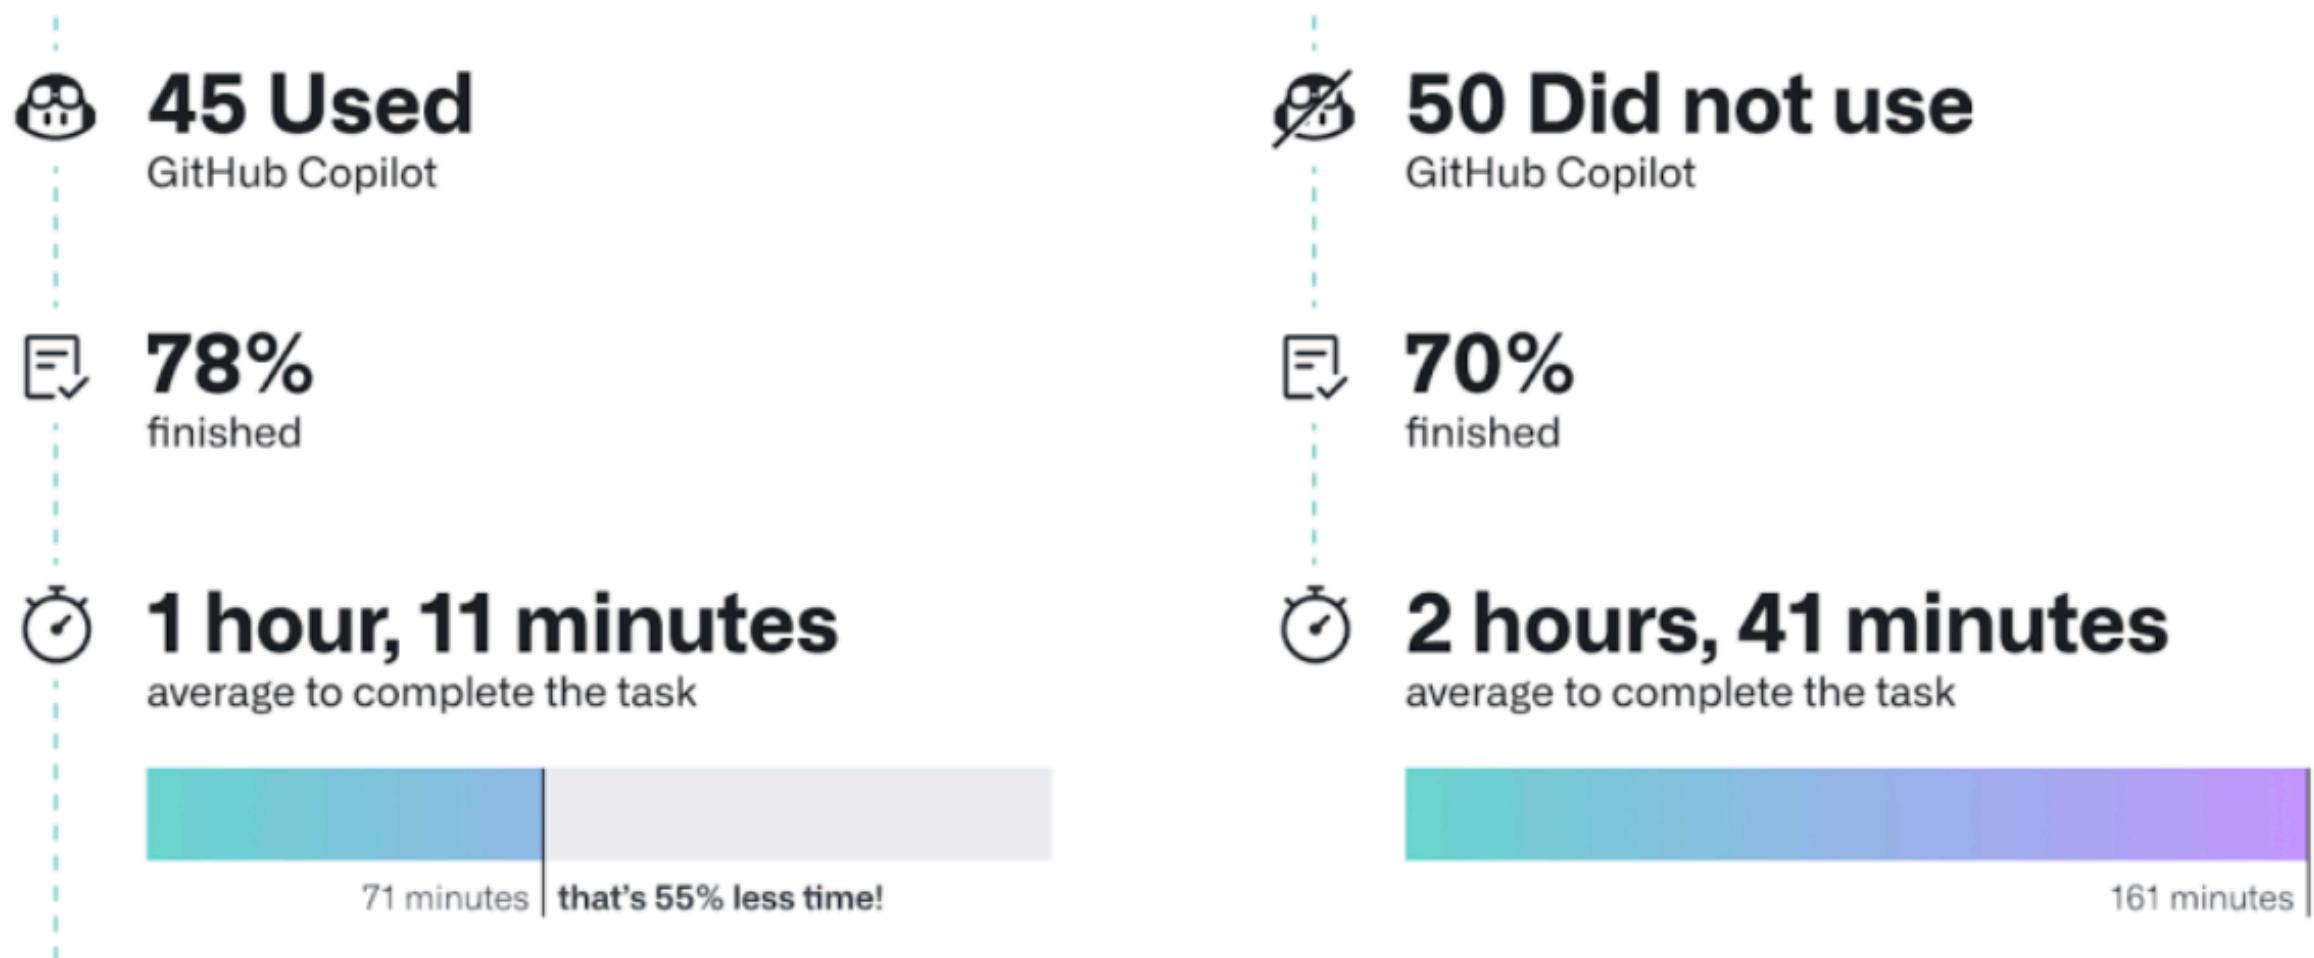 45 Used
GitHub Copilot
78%
finished
1 hour, 11 minutes
average to complete the task
71 minutes
that's 55% less time!
50 Did not use
GitHub Copilot
70%
finished
2 hours, 41 minutes
average to complete the task
161 minutes